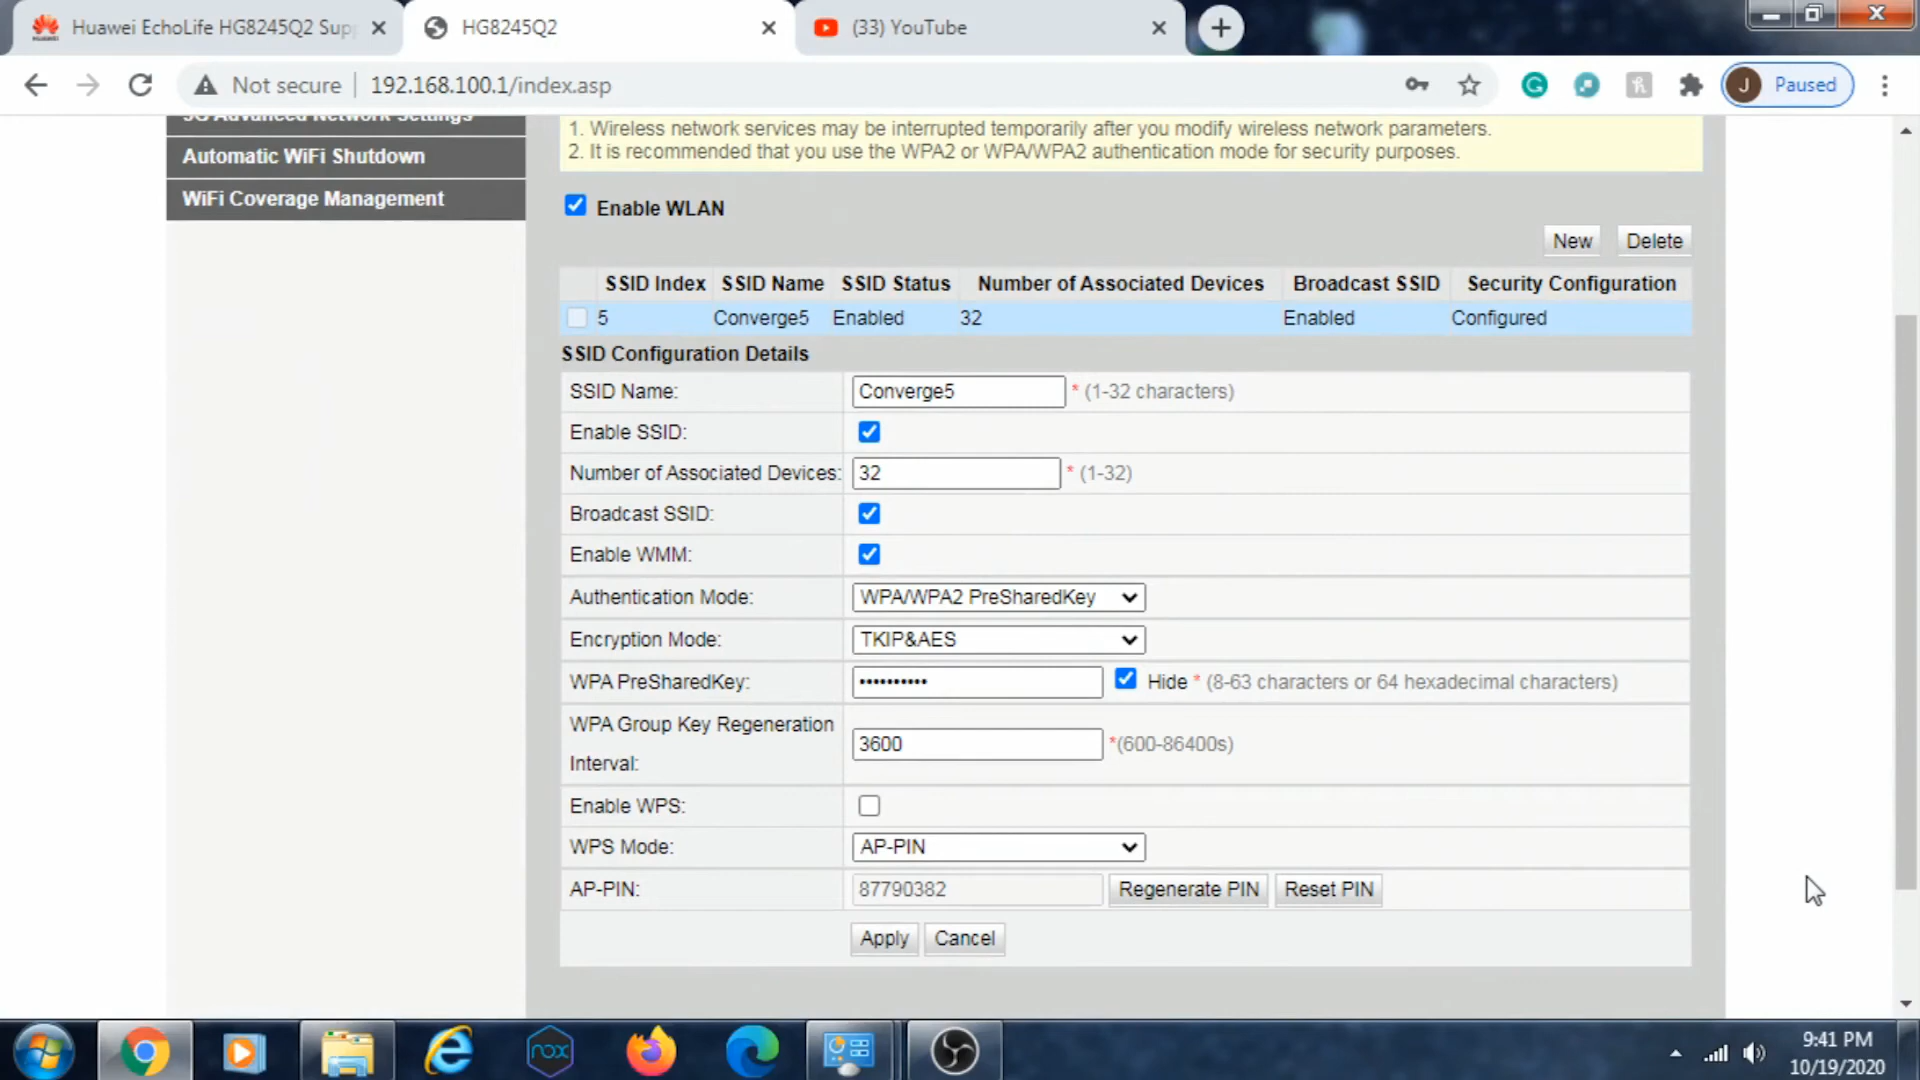 Huawei EchoLife HG8245Q2 Supp
HG8245Q2
(33) YouTube
Not secure
192.168.100.1/index.asp
J
Paused
5G Advanced Network Settings
Automatic WiFi Shutdown
WiFi Coverage Management
1. Wireless network services may be interrupted temporarily after you modify wireless network parameters.
2. It is recommended that you use the WPA2 or WPA/WPA2 authentication mode for security purposes.
Enable WLAN
New Delete
SSID Index SSID Name SSID Status Number of Associated Devices Broadcast SSID Security Configuration
5 Converge5 Enabled 32 Enabled Configured
SSID Configuration Details
SSID Name: Converge5 * (1-32 characters)
Enable SSID:
Number of Associated Devices: 32 * (1-32)
Broadcast SSID:
Enable WMM:
Authentication Mode: WPA/WPA2 PreSharedKey
Encryption Mode: TKIP&AES
WPA PreSharedKey: •••••••••• Hide * (8-63 characters or 64 hexadecimal characters)
WPA Group Key Regeneration
Interval:
3600 *(600-86400s)
Enable WPS:
WPS Mode: AP-PIN
AP-PIN: 87790382 Regenerate PIN Reset PIN
Apply Cancel
nox
9:41 PM
10/19/2020